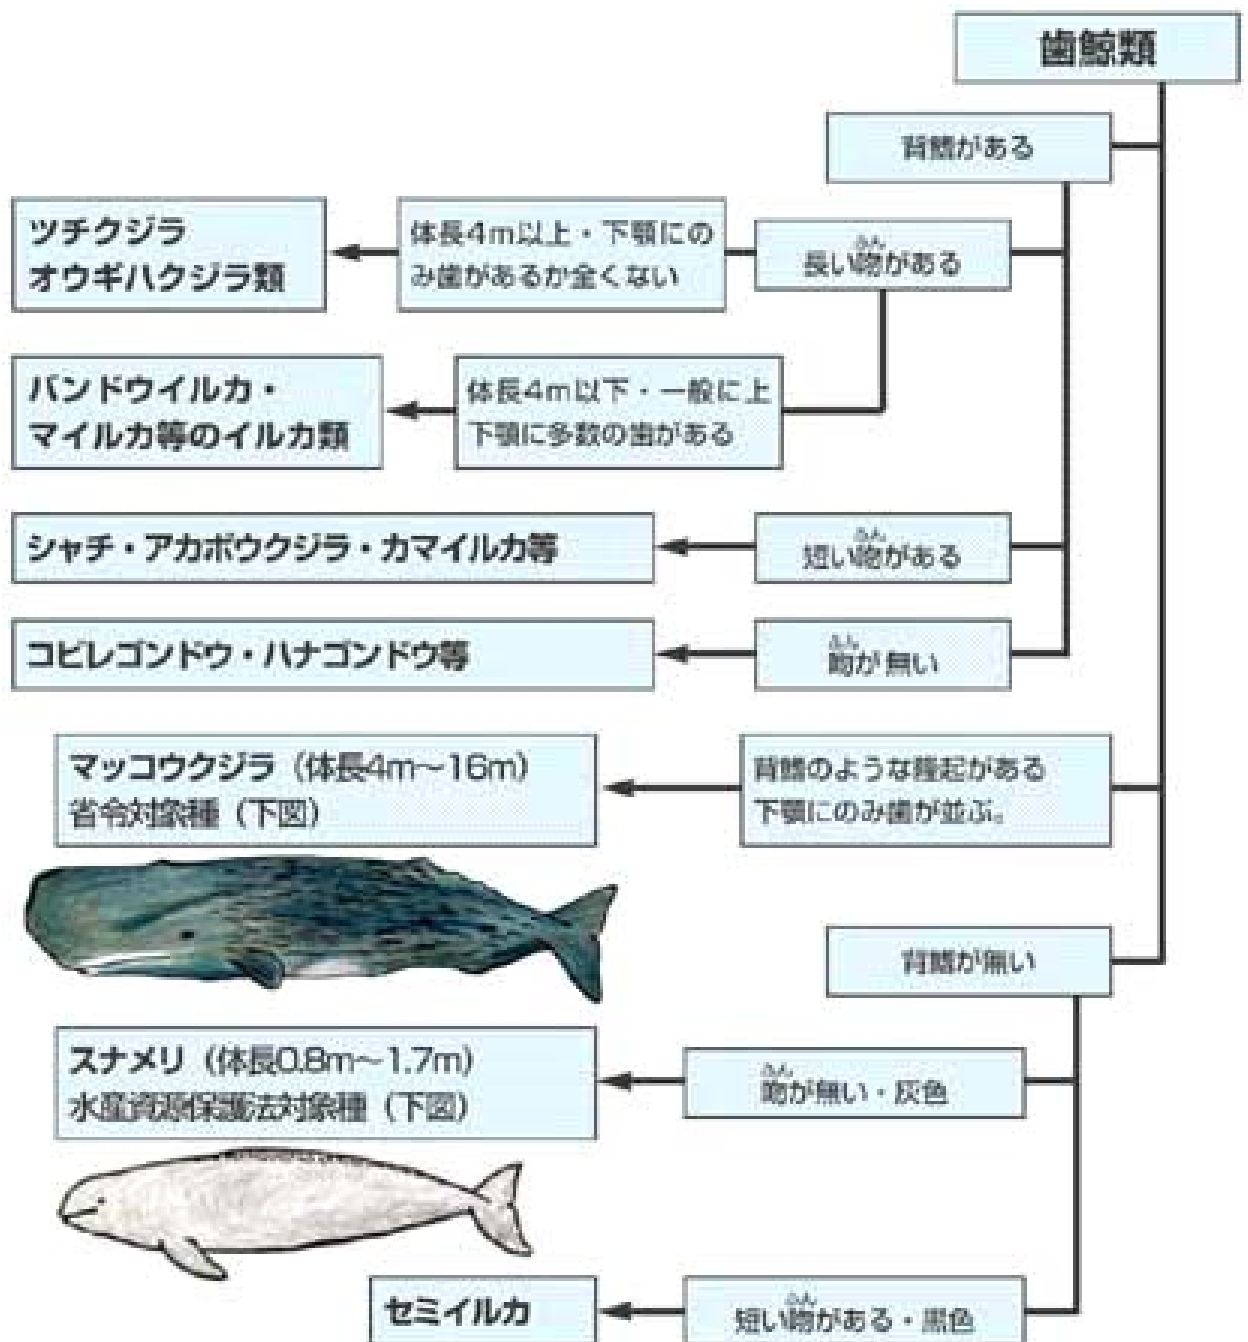 歯鯨類
背鰭がある
ツチクジラ
オウギハクジラ類
体長4m以上・下顎にの
み歯があるか全くない
ふん
長い吻がある
バンドウイルカ・
マイルカ等のイルカ類
体長4m以下・一般に上
下顎に多数の歯がある
シャチ・アカボウクジラ・カマイルカ等
ふん
短い吻がある
コビレゴンドウ・ハナゴンドウ等
ふん
吻が無い
マッコウクジラ（体長4m～16m）
省令対象種（下図）
背鰭のような隆起がある
下顎にのみ歯が並ぶ。
背鰭が無い
スナメリ（体長0.8m～1.7m）
水産資源保護法対象種（下図）
ふん
吻が無い・灰色
セミイルカ
ふん
短い吻がある・黒色